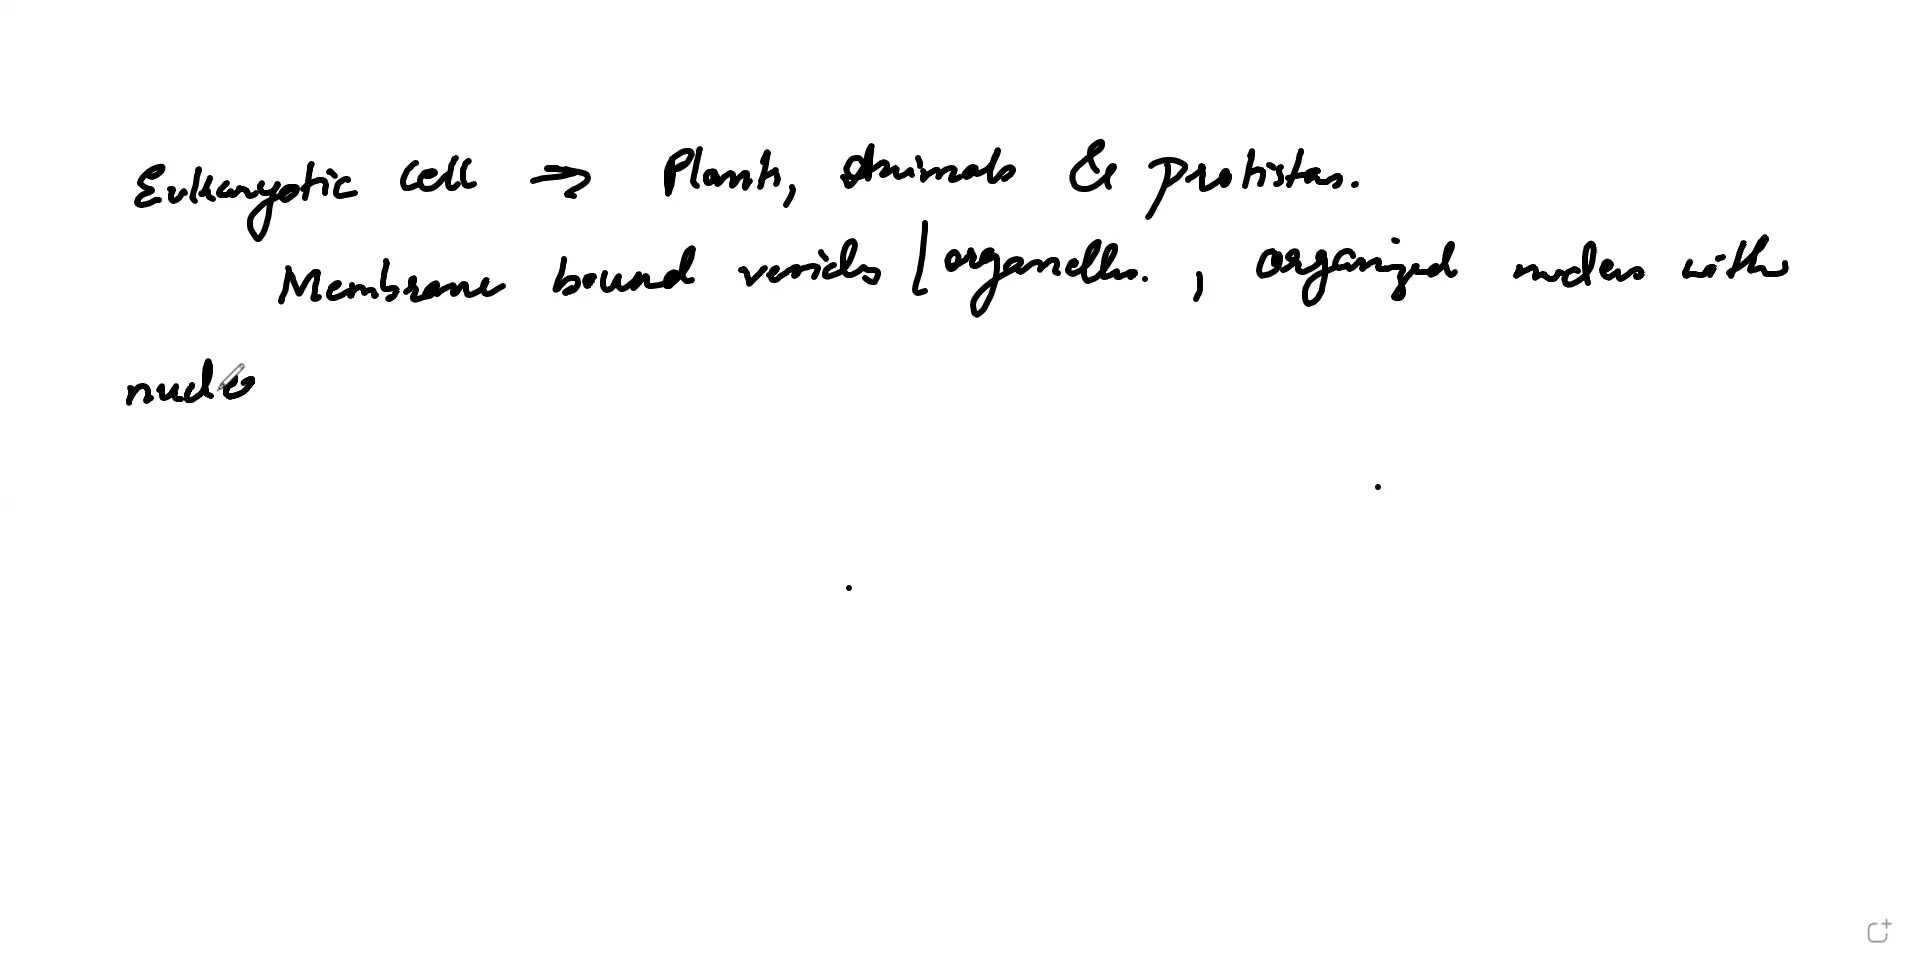 Eukaryotic cell → Plants, Animals & protistas.
Membrane bound vesicles / organelles. , organized nucleus with
nucle